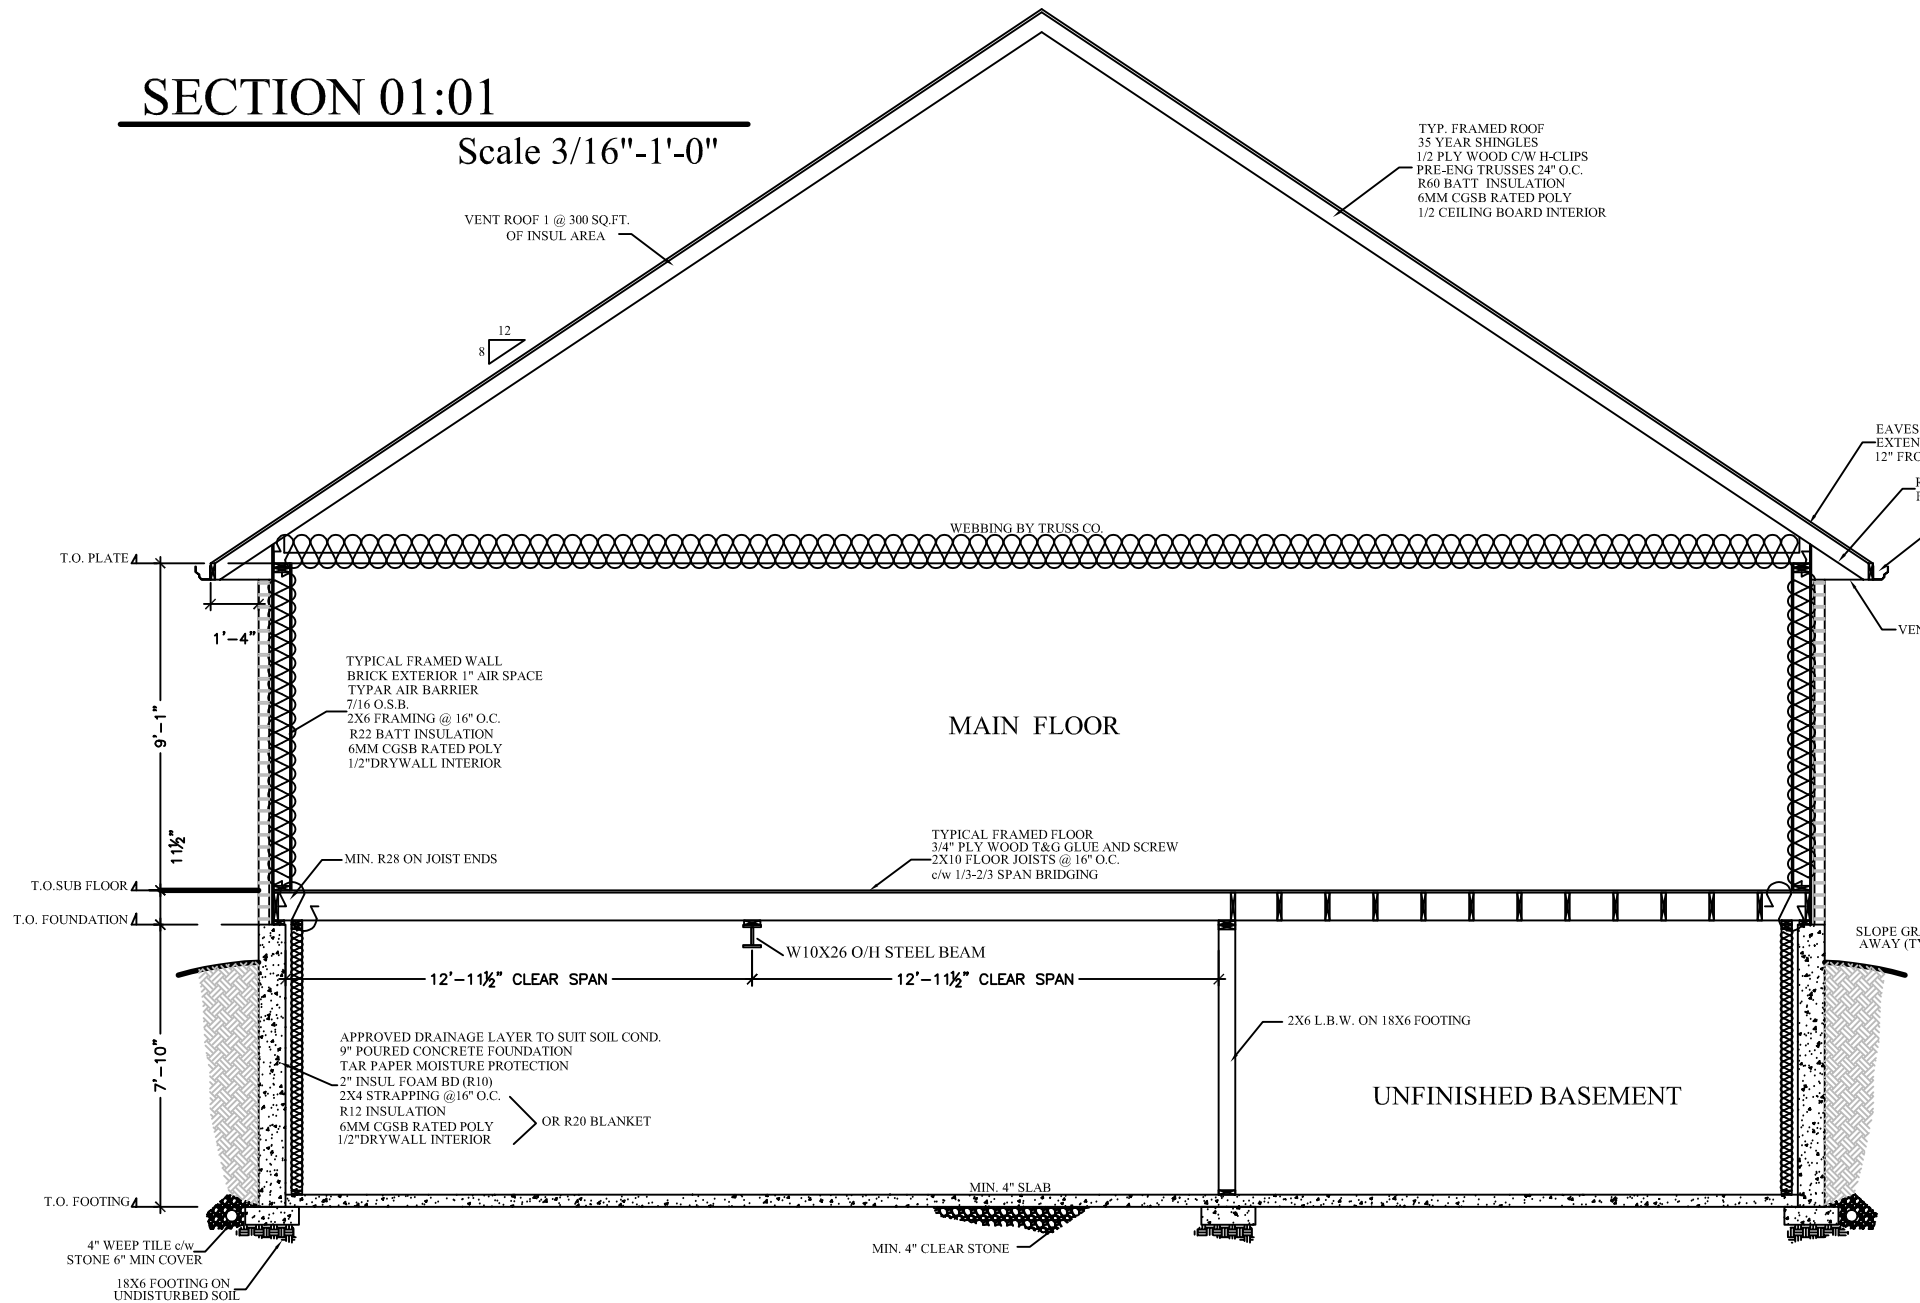 SECTION 01:01
Scale 3/16"-1'-0"
TYP. FRAMED ROOF
35 YEAR SHINGLES
1/2 PLY WOOD C/W H-CLIPS
PRE-ENG TRUSSES 24" O.C.
R60 BATT INSULATION
6MM CGSB RATED POLY
1/2 CEILING BOARD INTERIOR
VENT ROOF 1 @ 300 SQ.FT.
OF INSUL AREA
12
8
EAVES
12"
WEBBING BY TRUSS CO.
T.O. PLATE
1'-4"
TYPICAL FRAMED WALL
BRICK EXTERIOR 1" AIR SPACE
TYPAR AIR BARRIER
7/16 O.S.B.
2X6 FRAMING @ 16" O.C.
R22 BATT INSULATION
6MM CGSB RATED POLY
1/2"DRYWALL INTERIOR
9'-1"
MAIN FLOOR
11½"
MIN. R28 ON JOIST ENDS
TYPICAL FRAMED FLOOR
3/4" PLY WOOD T&G GLUE AND SCREW
2X10 FLOOR JOISTS @ 16" O.C.
c/w 1/3-2/3 SPAN BRIDGING
T.O.SUB FLOOR
T.O. FOUNDATION
W10X26 O/H STEEL BEAM
SLOPE
AWAY
12'-11½" CLEAR SPAN
12'-11½" CLEAR SPAN
2X6 L.B.W. ON 18X6 FOOTING
7'-10"
APPROVED DRAINAGE LAYER TO SUIT SOIL COND.
9" POURED CONCRETE FOUNDATION
TAR PAPER MOISTURE PROTECTION
2" INSUL FOAM BD (R10)
2X4 STRAPPING @16" O.C.
R12 INSULATION
6MM CGSB RATED POLY
1/2"DRYWALL INTERIOR
OR R20 BLANKET
UNFINISHED BASEMENT
MIN. 4" SLAB
T.O. FOOTING
4" WEEP TILE c/w
STONE 6" MIN COVER
MIN. 4" CLEAR STONE
18X6 FOOTING ON
UNDISTURBED SOIL